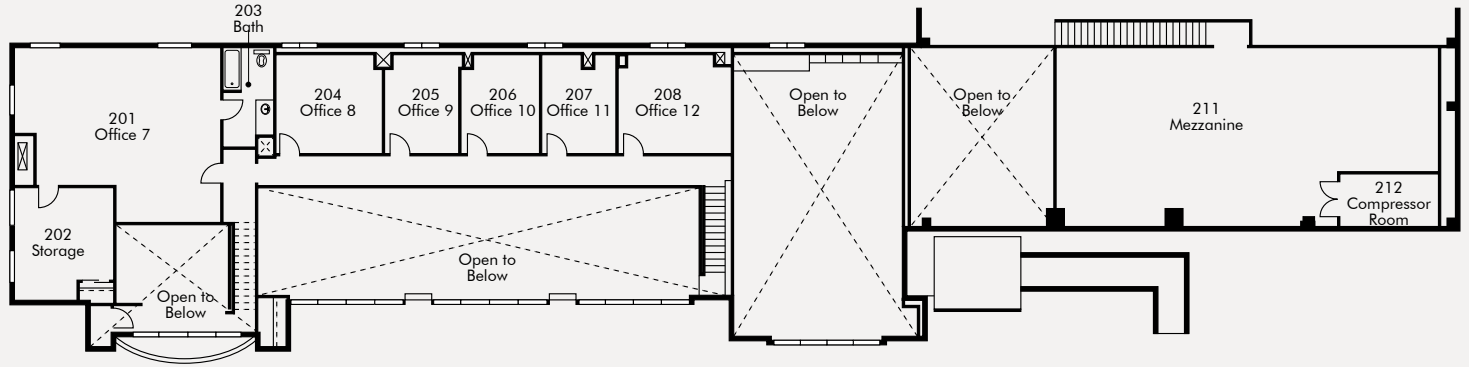 203
Bath
201
Office 7
204
Office 8
205
Office 9
206
Office 10
207
Office 11
208
Office 12
Open to
Below
Open to
Below
211
Mezzanine
212
Compressor
Room
202
Storage
Open to
Below
Open to
Below